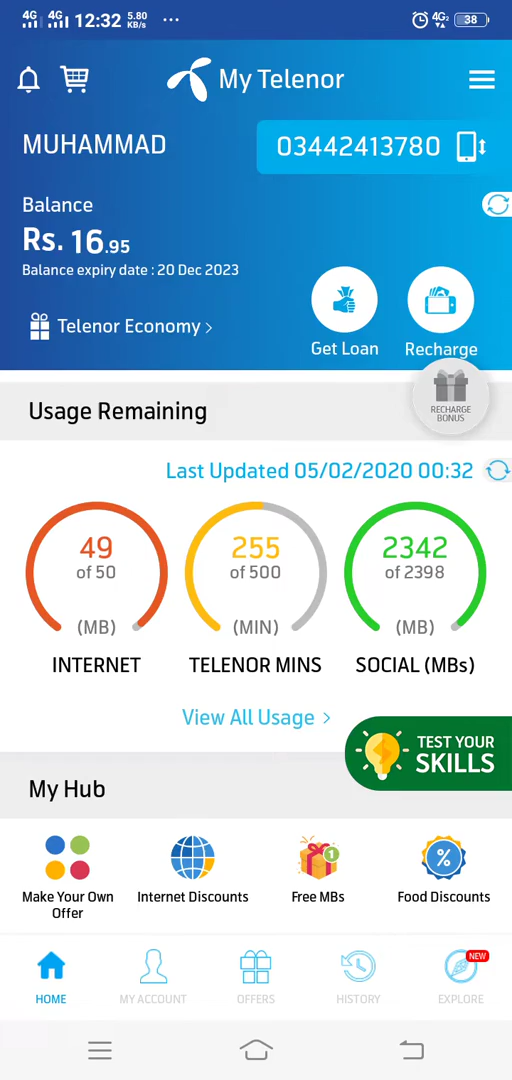 4G 4G 12:32 5.80 KB/s ... 4G2 38
My Telenor
MUHAMMAD
03442413780
Balance
Rs. 16.95
Balance expiry date : 20 Dec 2023
Telenor Economy >
Get Loan
Recharge
RECHARGE
BONUS
Usage Remaining
Last Updated 05/02/2020 00:32
49 255 2342
of 50 of 500 of 2398
(MB) (MIN) (MB)
INTERNET TELENOR MINS SOCIAL (MBs)
View All Usage >
TEST YOUR
SKILLS
My Hub
1
%
Make Your Own
Offer
Internet Discounts
Free MBs
Food Discounts
NEW
HOME MY ACCOUNT OFFERS HISTORY EXPLORE